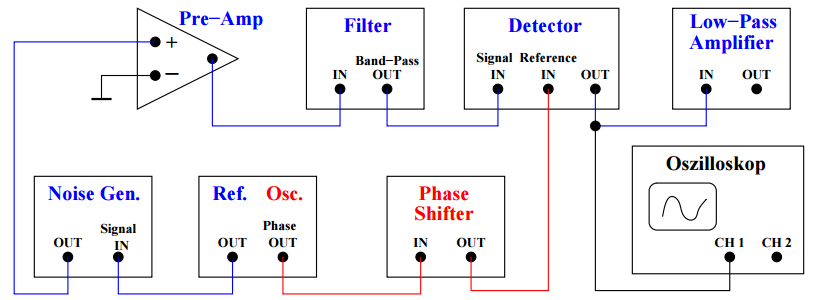 Pre-Amp
+
−
Filter
Band-Pass
IN OUT
Detector
Signal Reference
IN IN OUT
Low-Pass
Amplifier
IN OUT
Noise Gen.
Signal
OUT IN
Ref. Osc.
Phase
OUT OUT
Phase
Shifter
IN OUT
Oszilloskop
CH 1 CH 2